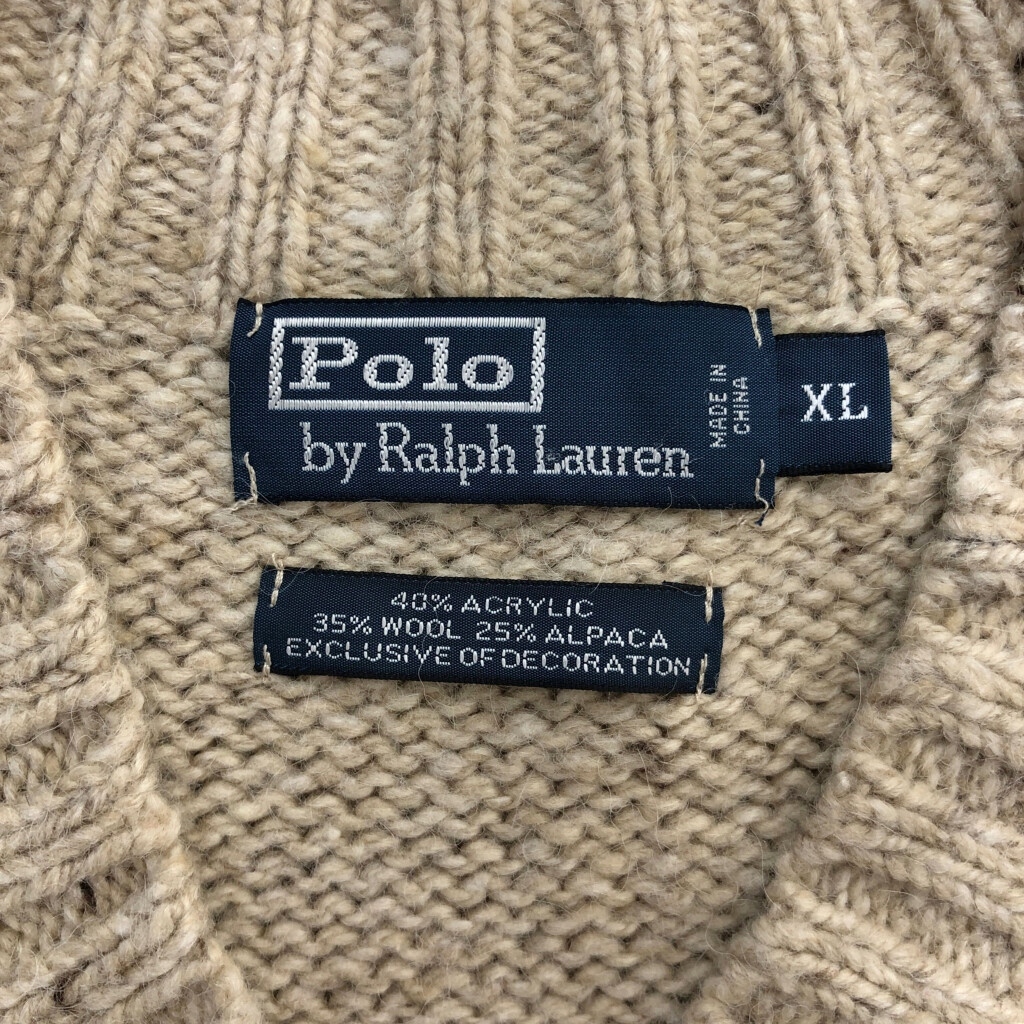 Polo
by Ralph Lauren
MADE IN
CHINA
XL
40% ACRYLIC
35% WOOL 25% ALPACA
EXCLUSIVE OF DECORATION